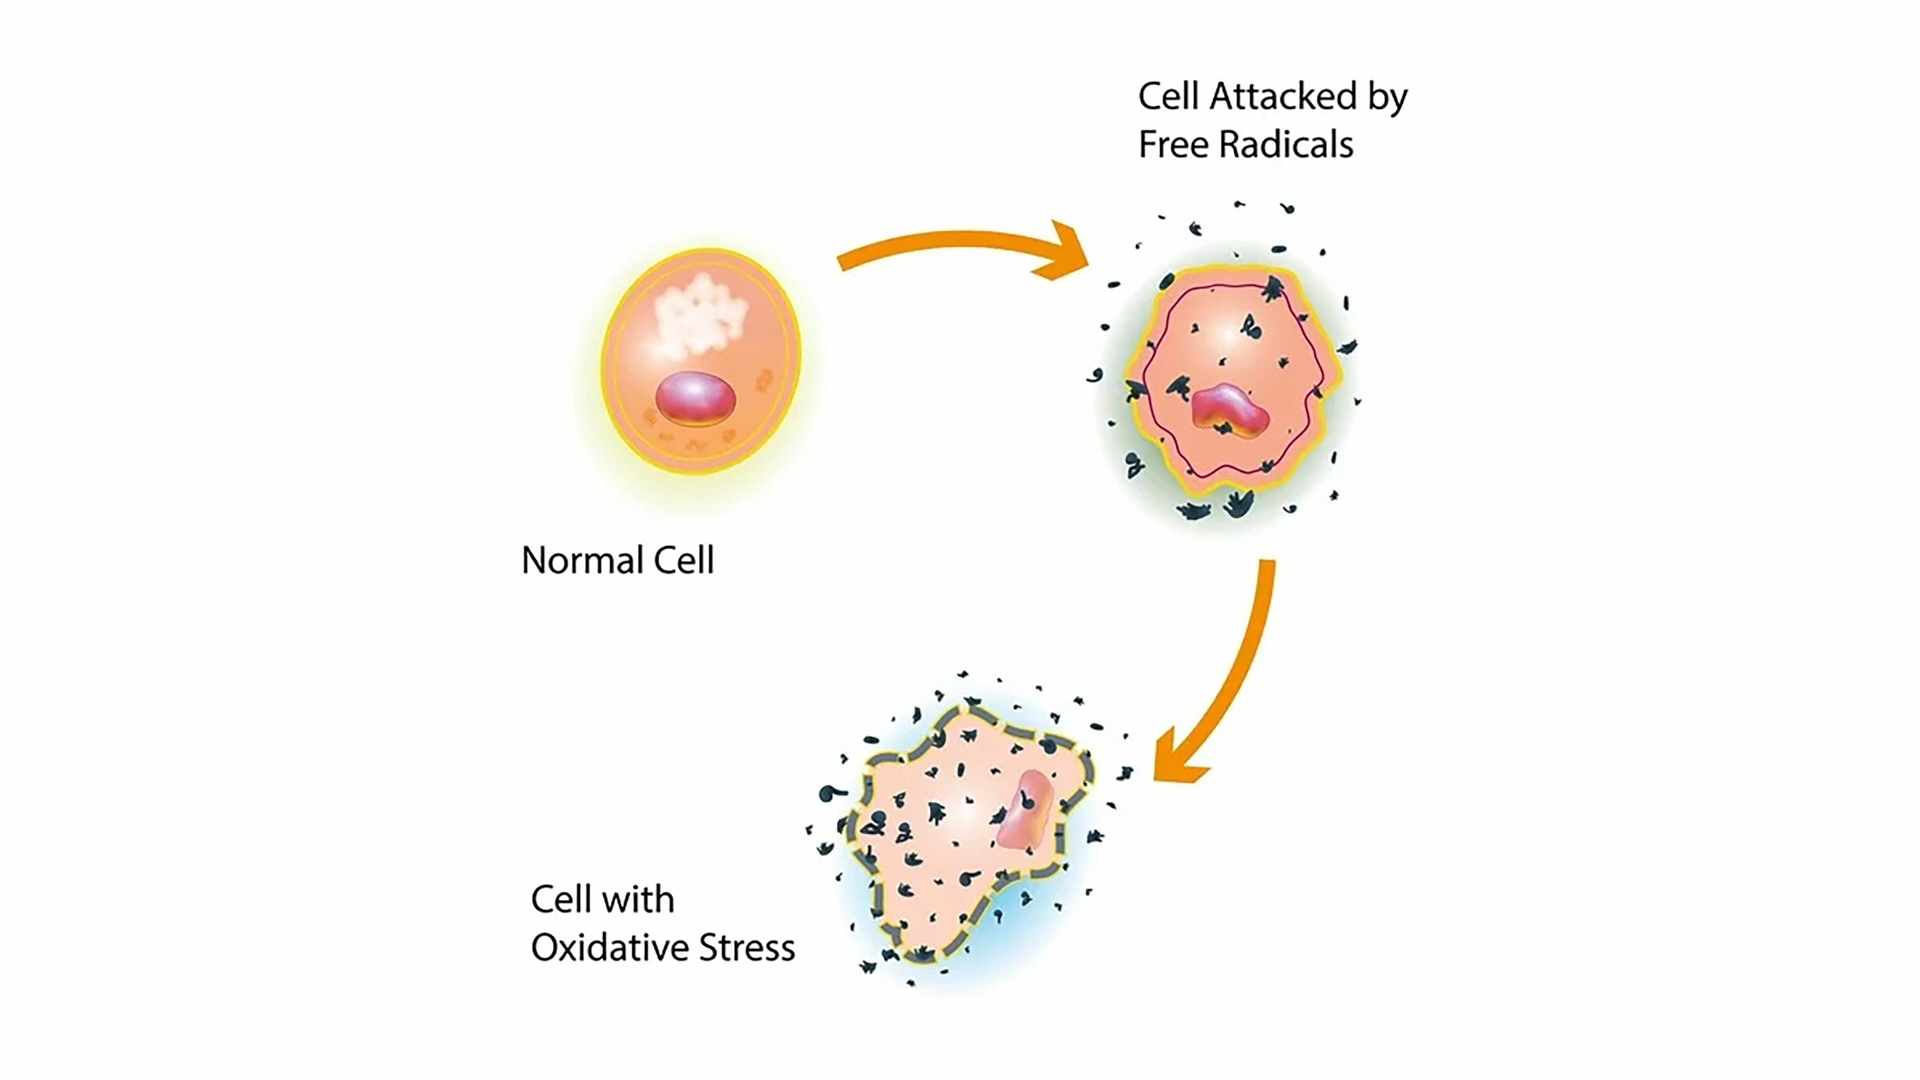 Cell Attacked by
Free Radicals
Normal Cell
Cell with
Oxidative Stress